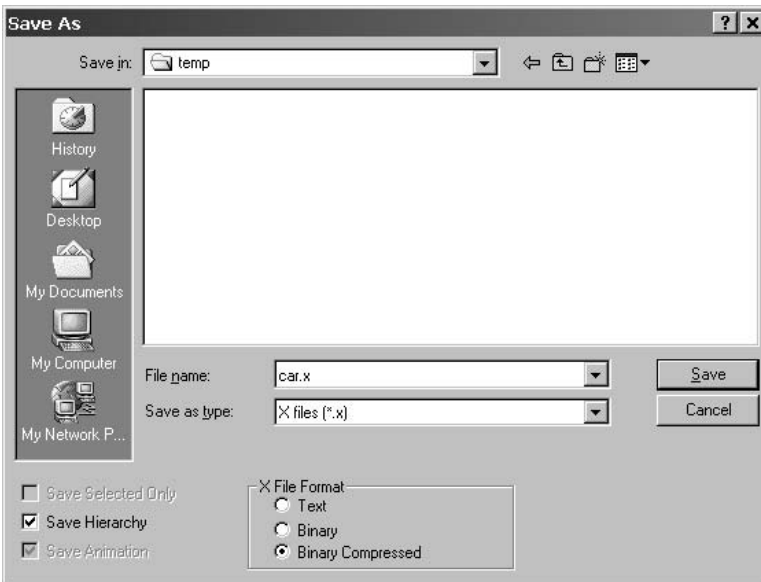 Save As
Save in: temp
History
Desktop
My Documents
My Computer
My Network P...
File name: car.x Save
Save as type: X files (*.x) Cancel
Save Selected Only
Save Hierarchy
Save Animation
X File Format
Text
Binary
Binary Compressed